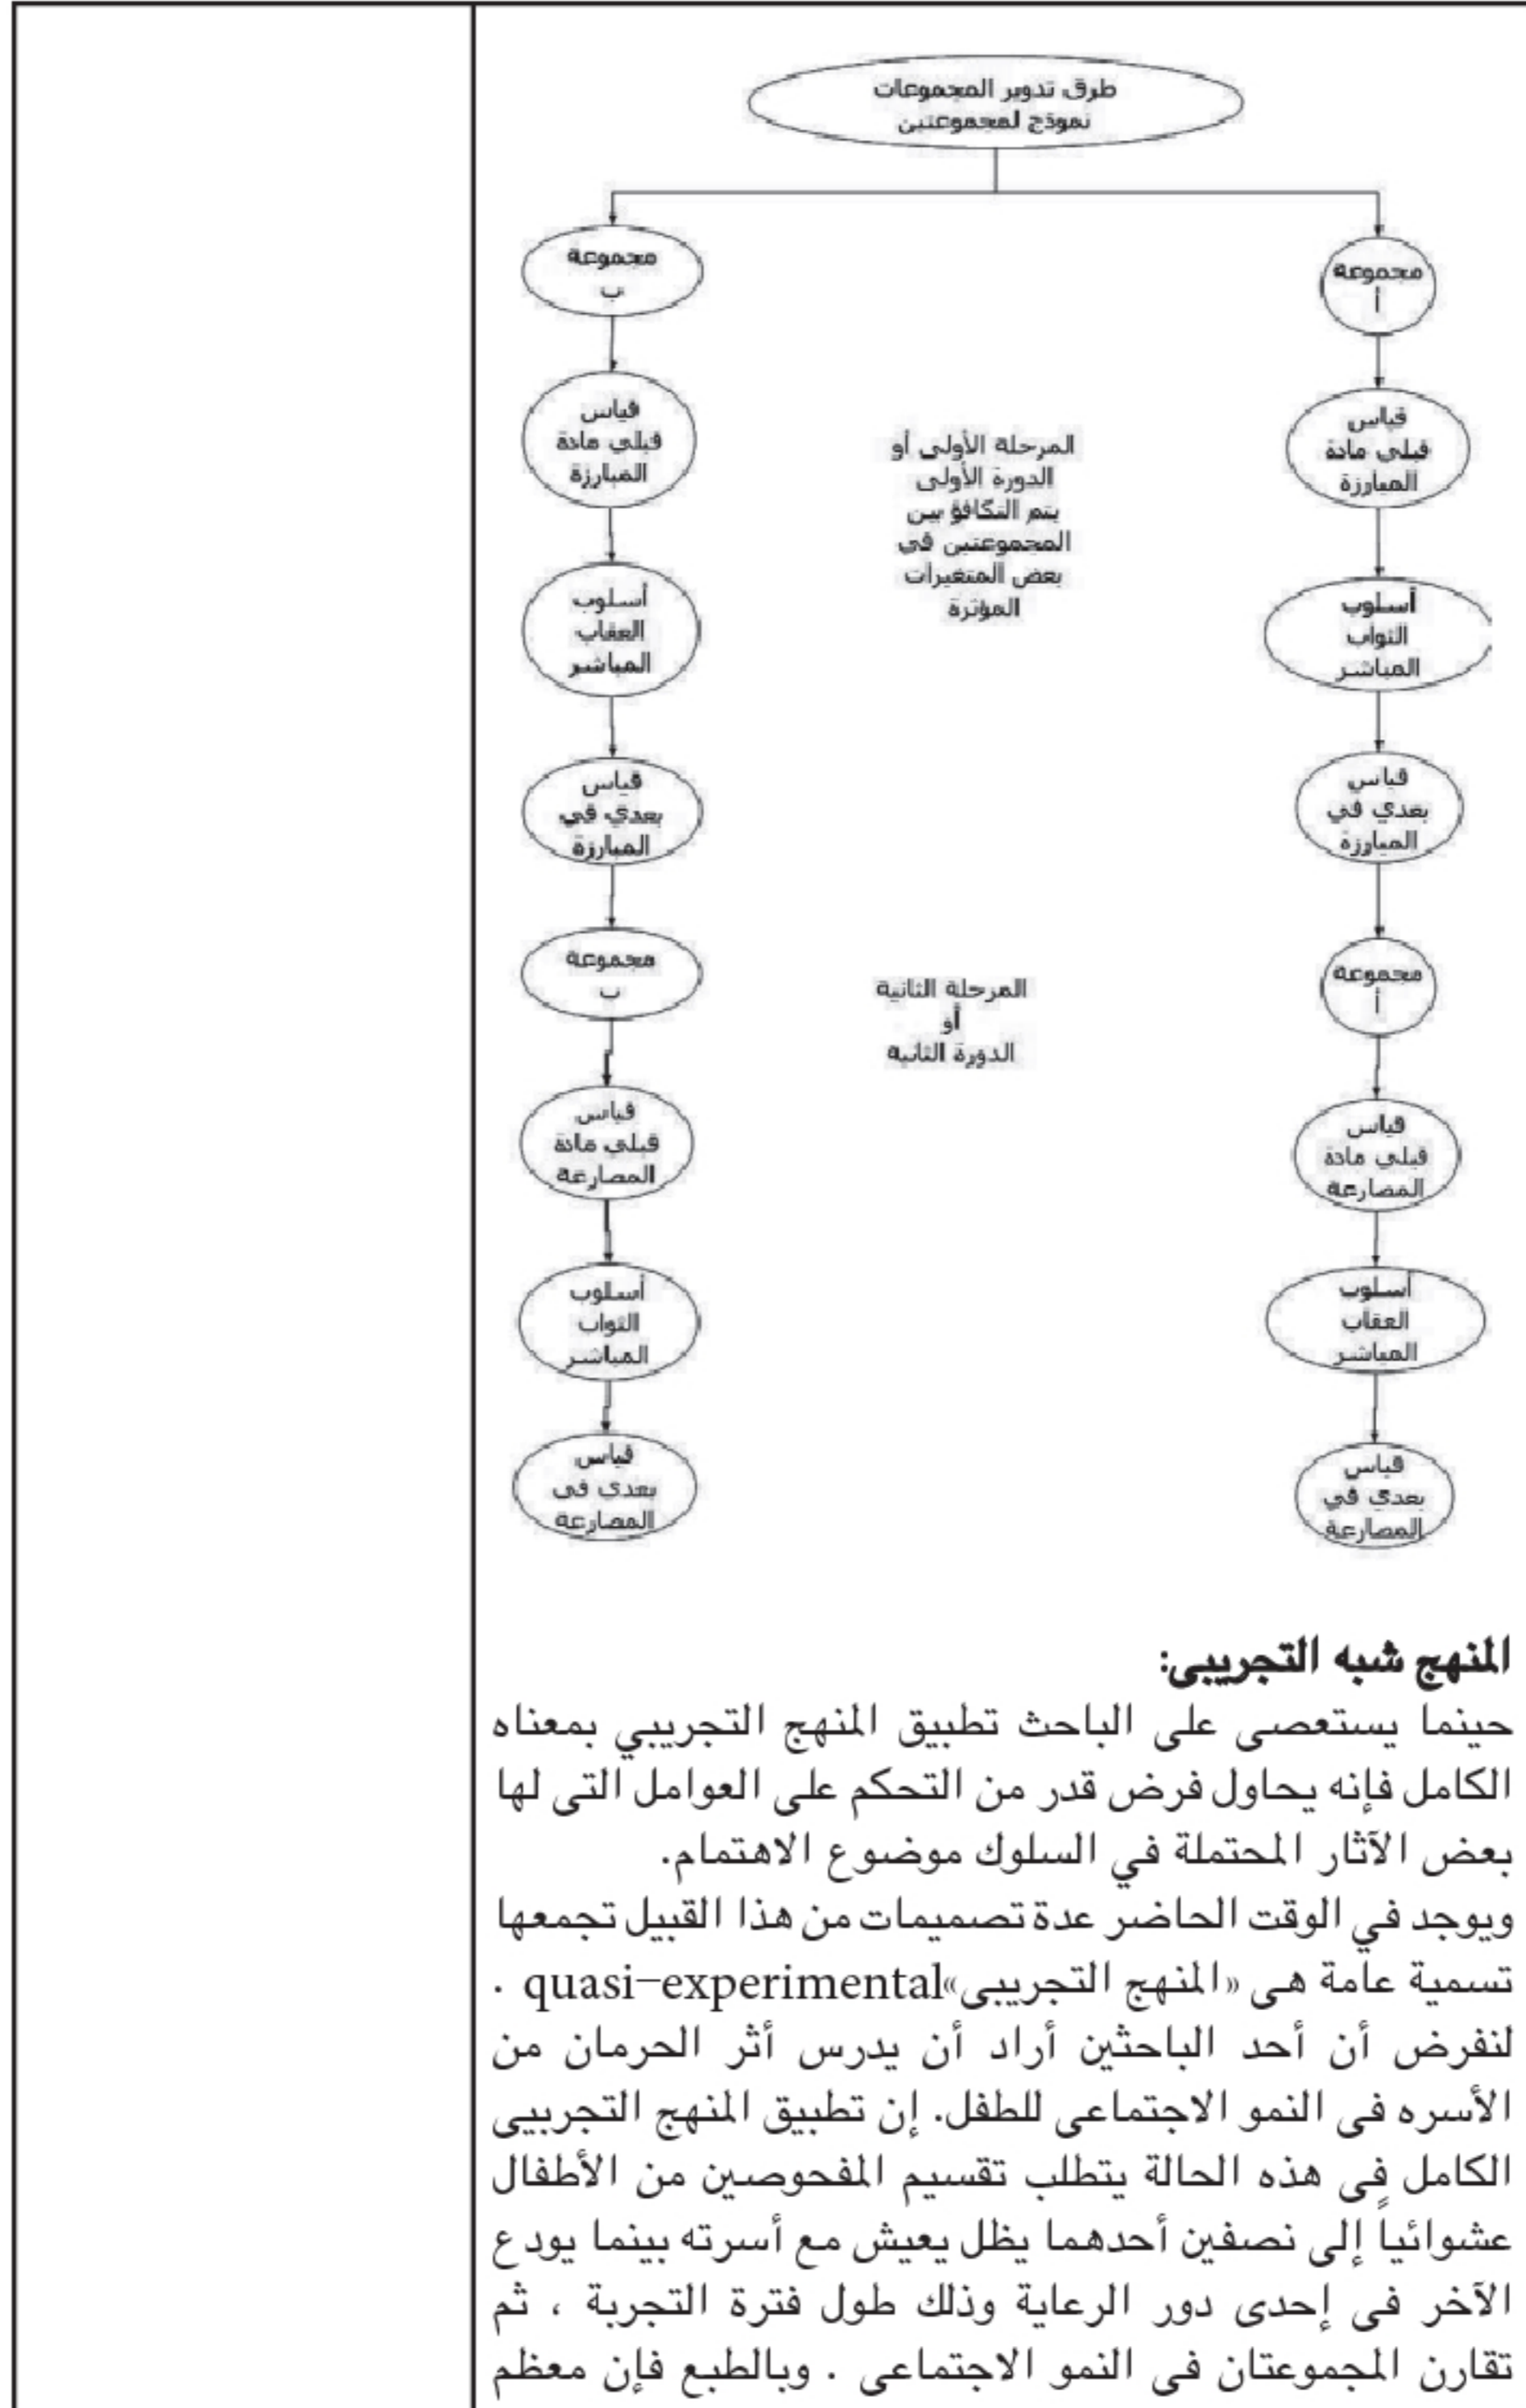 طرق تدوير المجموعات
نموذج لمجموعتين
مجموعة
أ
قياس
قبلي مادة
المبارزة
أسلوب
الثواب
المباشر
قياس
بعدي في
المبارزة
مجموعة
أ
قياس
قبلي مادة
المصارعة
أسلوب
العقاب
المباشر
قياس
بعدي في
المصارعة
المرحلة الأولى أو
الدورة الأولى
يتم التكافؤ بين
المجموعتين في
بعض المتغيرات
المؤثرة
المرحلة الثانية
أو
الدورة الثانية
مجموعة
ب
قياس
قبلي مادة
المبارزة
أسلوب
العقاب
المباشر
قياس
بعدي في
المبارزة
مجموعة
ب
قياس
قبلي مادة
المصارعة
أسلوب
الثواب
المباشر
قياس
بعدي فى
المصارعة
المنهج شبه التجريبى:
حينما يستعصى على الباحث تطبيق المنهج التجريبي بمعناه
الكامل فإنه يحاول فرض قدر من التحكم على العوامل التى لها
بعض الآثار المحتملة في السلوك موضوع الاهتمام.
ويوجد في الوقت الحاضر عدة تصميمات من هذا القبيل تجمعها
تسمية عامة هى «المنهج التجريبى»quasi-experimental .
لنفرض أن أحد الباحثين أراد أن يدرس أثر الحرمان من
الأسره فى النمو الاجتماعى للطفل. إن تطبيق المنهج التجربيى
الكامل فى هذه الحالة يتطلب تقسيم المفحوصين من الأطفال
عشوائياً إلى نصفين أحدهما يظل يعيش مع أسرته بينما يودع
الآخر فى إحدى دور الرعاية وذلك طول فترة التجربة ، ثم
تقارن المجموعتان فى النمو الاجتماعى . وبالطبع فإن معظم